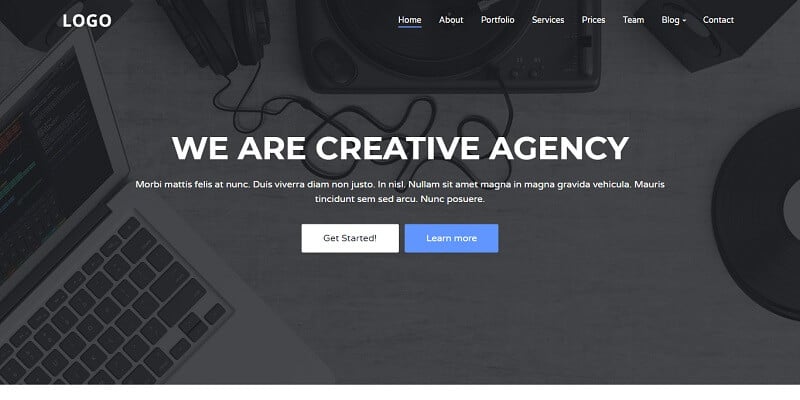 LOGO
Home About Portfolio Services Prices Team Blog Contact
WE ARE CREATIVE AGENCY
Morbi mattis felis at nunc. Duis viverra diam non justo. In nisl. Nullam sit amet magna in magna gravida vehicula. Mauris
tincidunt sem sed arcu. Nunc posuere.
Get Started! Learn more